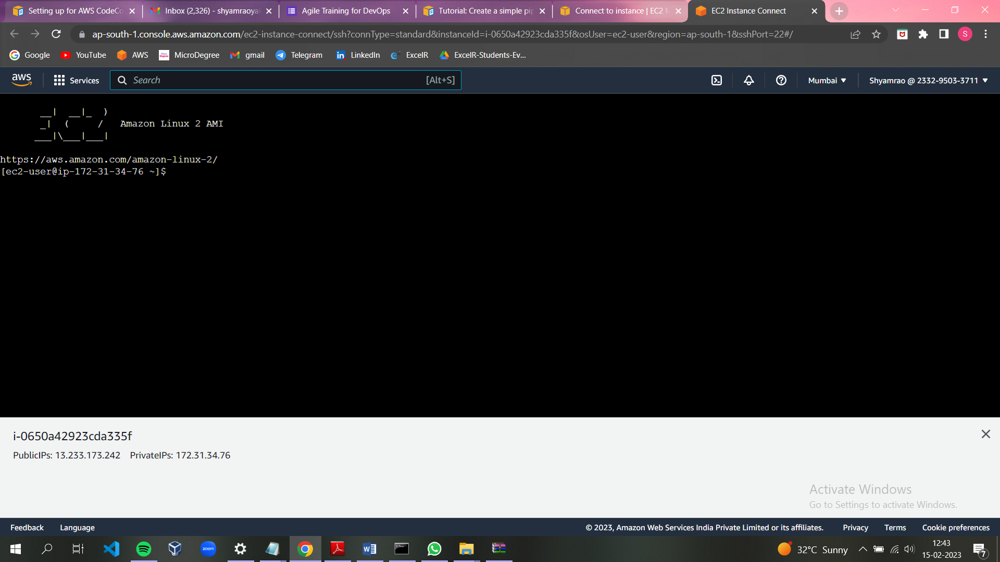 Setting up for AWS CodeCo
Inbox (2,326) - shyamraoya
Agile Training for DevOps
Tutorial: Create a simple pip
Connect to instance | EC2 M
EC2 Instance Connect
ap-south-1.console.aws.amazon.com/ec2-instance-connect/ssh?connType=standard&instanceId=i-0650a42923cda335f&osUser=ec2-user&region=ap-south-1&sshPort=22#/
S
Google YouTube AWS MicroDegree gmail Telegram LinkedIn ExcelR ExcelR-Students-Ev...
aws Services Search [Alt+S] Mumbai Shyamrao @ 2332-9503-3711
__| __|_ )
_| ( / Amazon Linux 2 AMI
___|\___|___|
https://aws.amazon.com/amazon-linux-2/
[ec2-user@ip-172-31-34-76 ~]$
i-0650a42923cda335f
PublicIPs: 13.233.173.242 PrivateIPs: 172.31.34.76
Activate Windows
Go to Settings to activate Windows.
Feedback Language © 2023, Amazon Web Services India Private Limited or its affiliates. Privacy Terms Cookie preferences
zoom
32°C Sunny
12:43
15-02-2023
7